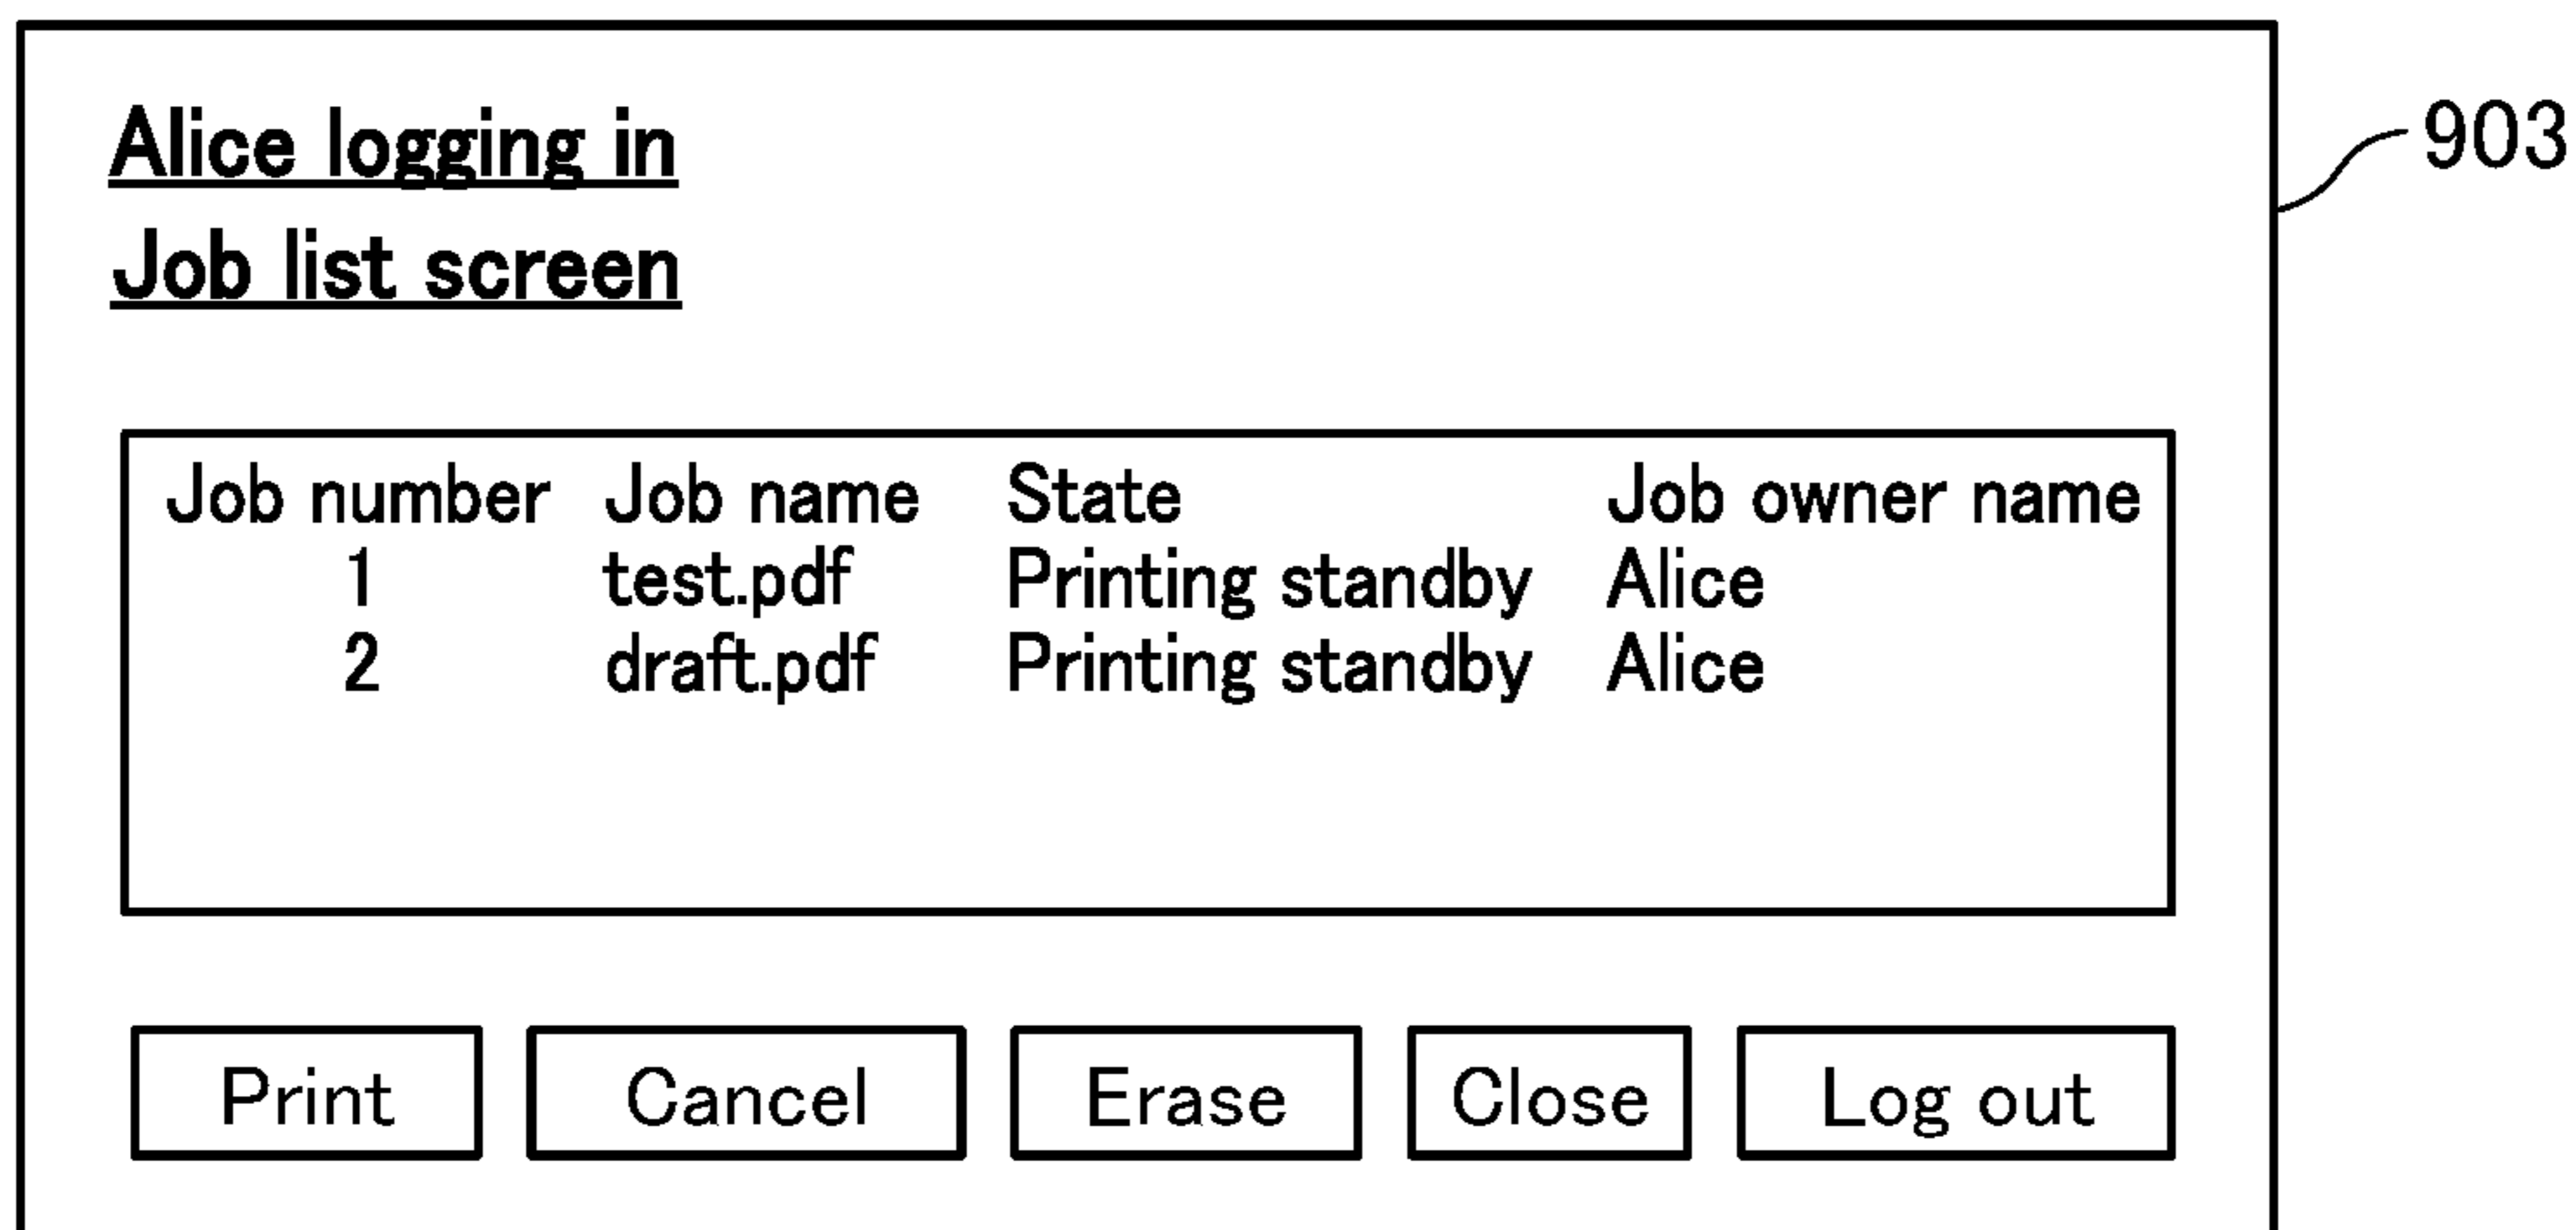 Alice logging in
903
Job list screen
Job number Job name State Job owner name
1 test.pdf Printing standby Alice
2 draft.pdf Printing standby Alice
Print Cancel Erase Close Log out